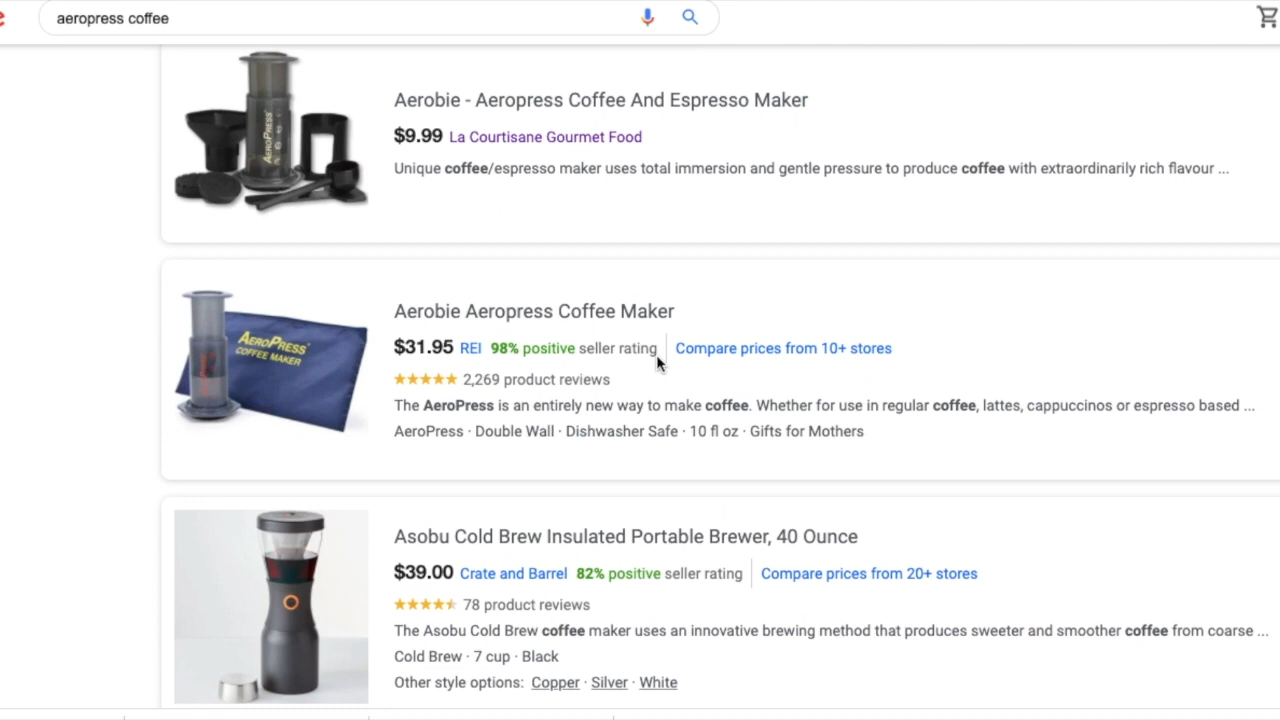 aeropress coffee
Aerobie - Aeropress Coffee And Espresso Maker
$9.99 La Courtisane Gourmet Food
Unique coffee/espresso maker uses total immersion and gentle pressure to produce coffee with extraordinarily rich flavour ...
AEROPRESS
Aerobie Aeropress Coffee Maker
$31.95 REI 98% positive seller rating Compare prices from 10+ stores
2,269 product reviews
The AeroPress is an entirely new way to make coffee. Whether for use in regular coffee, lattes, cappuccinos or espresso based ...
AeroPress · Double Wall · Dishwasher Safe · 10 fl oz · Gifts for Mothers
AEROPRESS
COFFEE MAKER
Asobu Cold Brew Insulated Portable Brewer, 40 Ounce
$39.00 Crate and Barrel 82% positive seller rating Compare prices from 20+ stores
78 product reviews
The Asobu Cold Brew coffee maker uses an innovative brewing method that produces sweeter and smoother coffee from coarse ...
Cold Brew · 7 cup · Black
Other style options: Copper · Silver · White